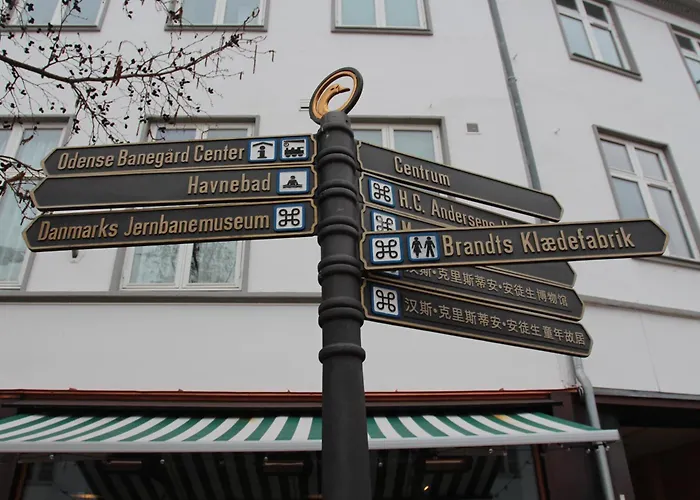 Odense Banegård Center
Havnebad
Danmarks Jernbanemuseum
Centrum
H.C. Andersens
Brandts Klædefabrik
汉斯·克里斯蒂安·安徒生博物馆
汉斯·克里斯蒂安·安徒生童年故居